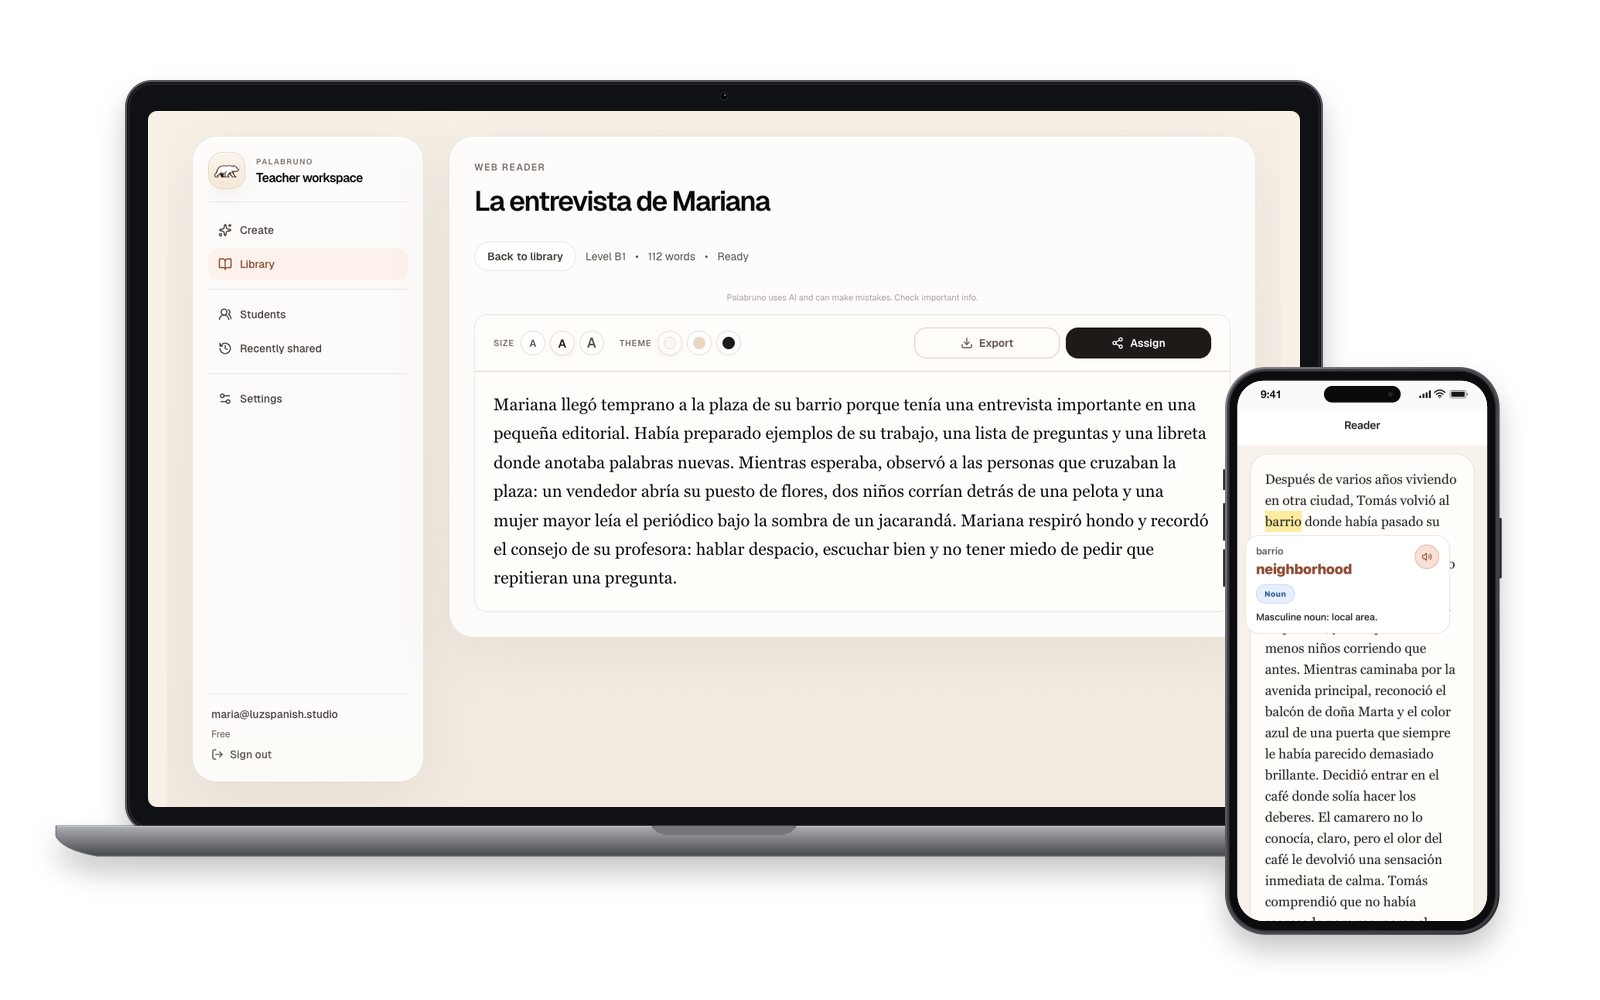 PALABRUNO
Teacher workspace
Create
Library
Students
Recently shared
Settings
maria@luzspanish.studio
Free
Sign out
WEB READER
La entrevista de Mariana
Back to library Level B1 • 112 words • Ready
Palabruno uses AI and can make mistakes. Check important info.
SIZE A A A THEME Export Assign
Mariana llegó temprano a la plaza de su barrio porque tenía una entrevista importante en una
pequeña editorial. Había preparado ejemplos de su trabajo, una lista de preguntas y una libreta
donde anotaba palabras nuevas. Mientras esperaba, observó a las personas que cruzaban la
plaza: un vendedor abría su puesto de flores, dos niños corrían detrás de una pelota y una
mujer mayor leía el periódico bajo la sombra de un jacarandá. Mariana respiró hondo y recordó
el consejo de su profesora: hablar despacio, escuchar bien y no tener miedo de pedir que
repitieran una pregunta.
9:41
Reader
Después de varios años viviendo
en otra ciudad, Tomás volvió al
barrio donde había pasado su
barrio
neighborhood
Noun
Masculine noun: local area.
menos niños corriendo que
antes. Mientras caminaba por la
avenida principal, reconoció el
balcón de doña Marta y el color
azul de una puerta que siempre
le había parecido demasiado
brillante. Decidió entrar en el
café donde solía hacer los
deberes. El camarero no lo
conocía, claro, pero el olor del
café le devolvió una sensación
inmediata de calma. Tomás
comprendió que no había